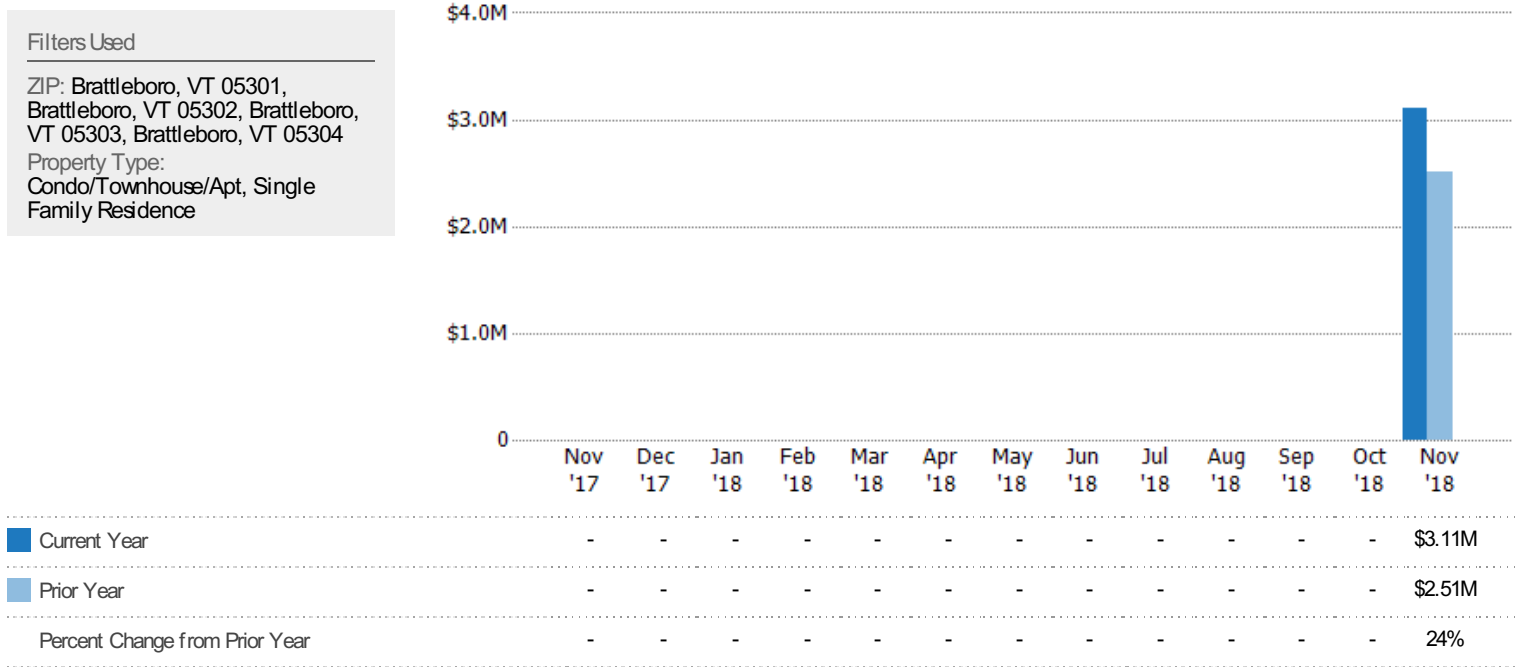 Filters Used
ZIP: Brattleboro, VT 05301,
Brattleboro, VT 05302, Brattleboro,
VT 05303, Brattleboro, VT 05304
Property Type:
Condo/Townhouse/Apt, Single
Family Residence
$4.0M
$3.0M
$2.0M
$1.0M
0
Nov Dec Jan Feb Mar Apr May Jun Jul Aug Sep Oct Nov
'17 '17 '18 '18 '18 '18 '18 '18 '18 '18 '18 '18 '18
Current Year - - - - - - - - - - - - $3.11M
Prior Year - - - - - - - - - - - - $2.51M
Percent Change from Prior Year - - - - - - - - - - - - 24%